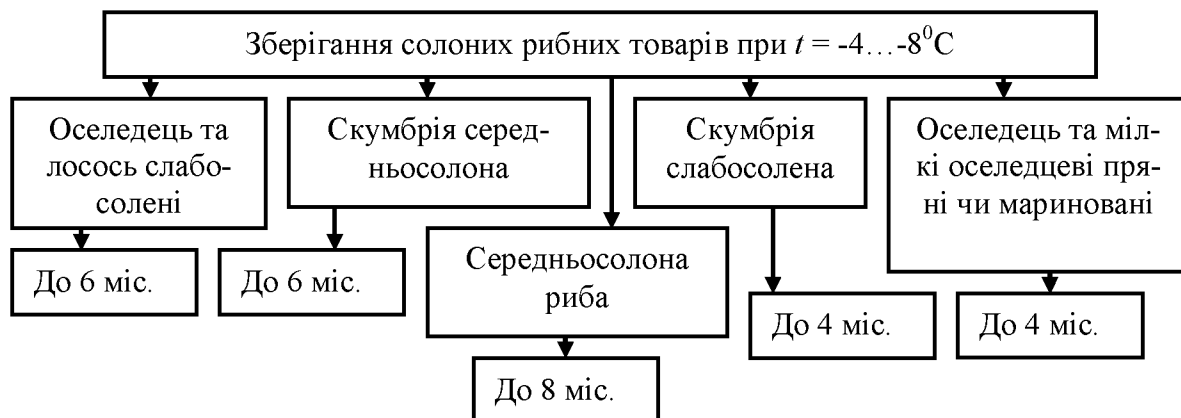 Зберігання солоних рибних товарів при t = -4…-8⁰С
Оселедець та
лосось слабо-
солені
До 6 міс.
Скумбрія серед-
ньосолона
До 6 міс.
Середньосолона
риба
До 8 міс.
Скумбрія
слабосолена
До 4 міс.
Оселедець та міл-
кі оселедцеві пря-
ні чи мариновані
До 4 міс.